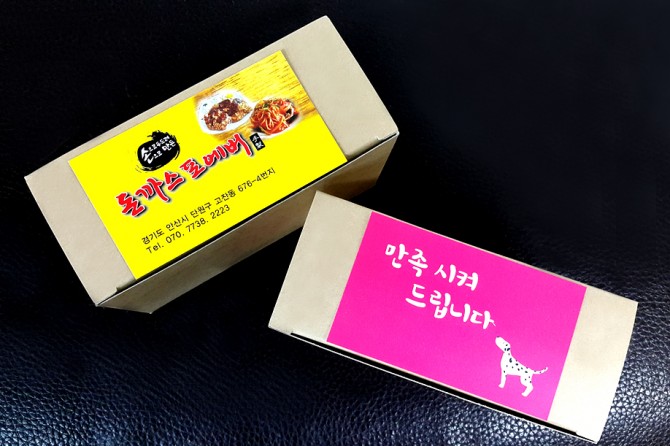 돈까스 포에버
경기도 안산시 단원구 고잔동 676-4번지
Tel. 070. 7738. 2223
만족 시켜
드립니다